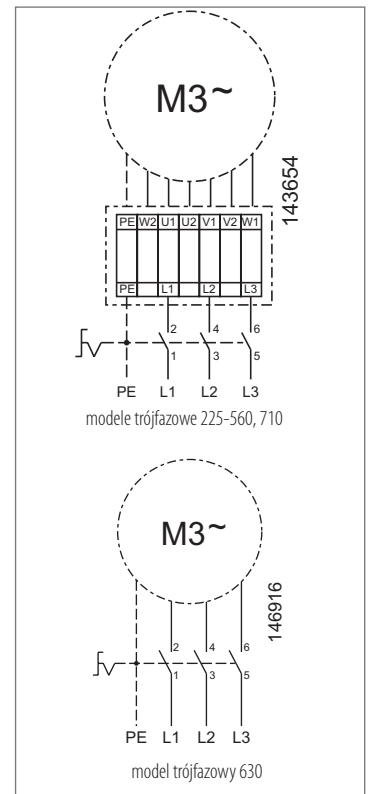 M3~
143654
PE W2 U1 U2 V1 V2 W1
PE L1 L2 L3
2 4 6
1 3 5
PE L1 L2 L3
modele trójfazowe 225-560, 710
M3~
146916
2 4 6
1 3 5
PE L1 L2 L3
model trójfazowy 630